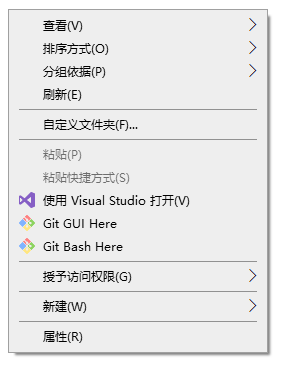 查看(V)
排序方式(O)
分组依据(P)
刷新(E)
自定义文件夹(F)...
粘贴(P)
粘贴快捷方式(S)
使用 Visual Studio 打开(V)
Git GUI Here
Git Bash Here
授予访问权限(G)
新建(W)
属性(R)